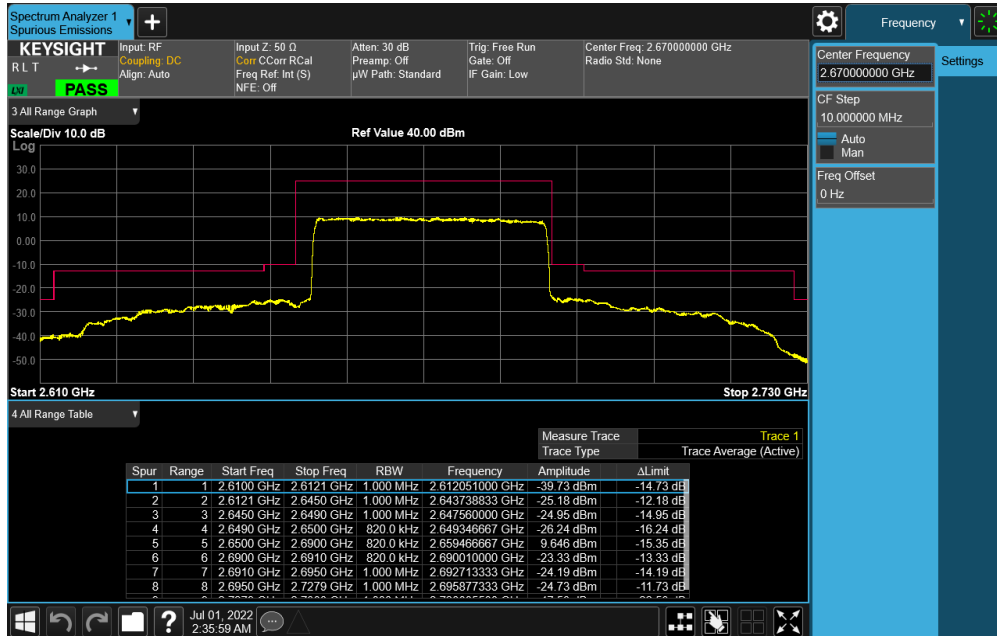 Spectrum Analyzer 1
Spurious Emissions
Frequency
KEYSIGHT
R L T
LXI
PASS
Input: RF
Coupling: DC
Align: Auto
Input Z: 50 Ω
Corr CCorr RCal
Freq Ref: Int (S)
NFE: Off
Atten: 30 dB
Preamp: Off
µW Path: Standard
Trig: Free Run
Gate: Off
IF Gain: Low
Center Freq: 2.670000000 GHz
Radio Std: None
Center Frequency
2.670000000 GHz
Settings
CF Step
10.000000 MHz
Auto
Man
Freq Offset
0 Hz
3 All Range Graph
Scale/Div 10.0 dB
Ref Value 40.00 dBm
Log
30.0
20.0
10.0
0.00
-10.0
-20.0
-30.0
-40.0
-50.0
Start 2.610 GHz
Stop 2.730 GHz
4 All Range Table
Measure Trace Trace 1
Trace Type Trace Average (Active)
Spur Range Start Freq Stop Freq RBW Frequency Amplitude ΔLimit
1 1 2.6100 GHz 2.6121 GHz 1.000 MHz 2.612051000 GHz -39.73 dBm -14.73 dB
2 2 2.6121 GHz 2.6450 GHz 1.000 MHz 2.643738833 GHz -25.18 dBm -12.18 dB
3 3 2.6450 GHz 2.6490 GHz 1.000 MHz 2.647560000 GHz -24.95 dBm -14.95 dB
4 4 2.6490 GHz 2.6500 GHz 820.0 kHz 2.649346667 GHz -26.24 dBm -16.24 dB
5 5 2.6500 GHz 2.6900 GHz 820.0 kHz 2.659466667 GHz 9.646 dBm -15.35 dB
6 6 2.6900 GHz 2.6910 GHz 820.0 kHz 2.690010000 GHz -23.33 dBm -13.33 dB
7 7 2.6910 GHz 2.6950 GHz 1.000 MHz 2.692713333 GHz -24.19 dBm -14.19 dB
8 8 2.6950 GHz 2.7279 GHz 1.000 MHz 2.695877333 GHz -24.73 dBm -11.73 dB
Jul 01, 2022
2:35:59 AM